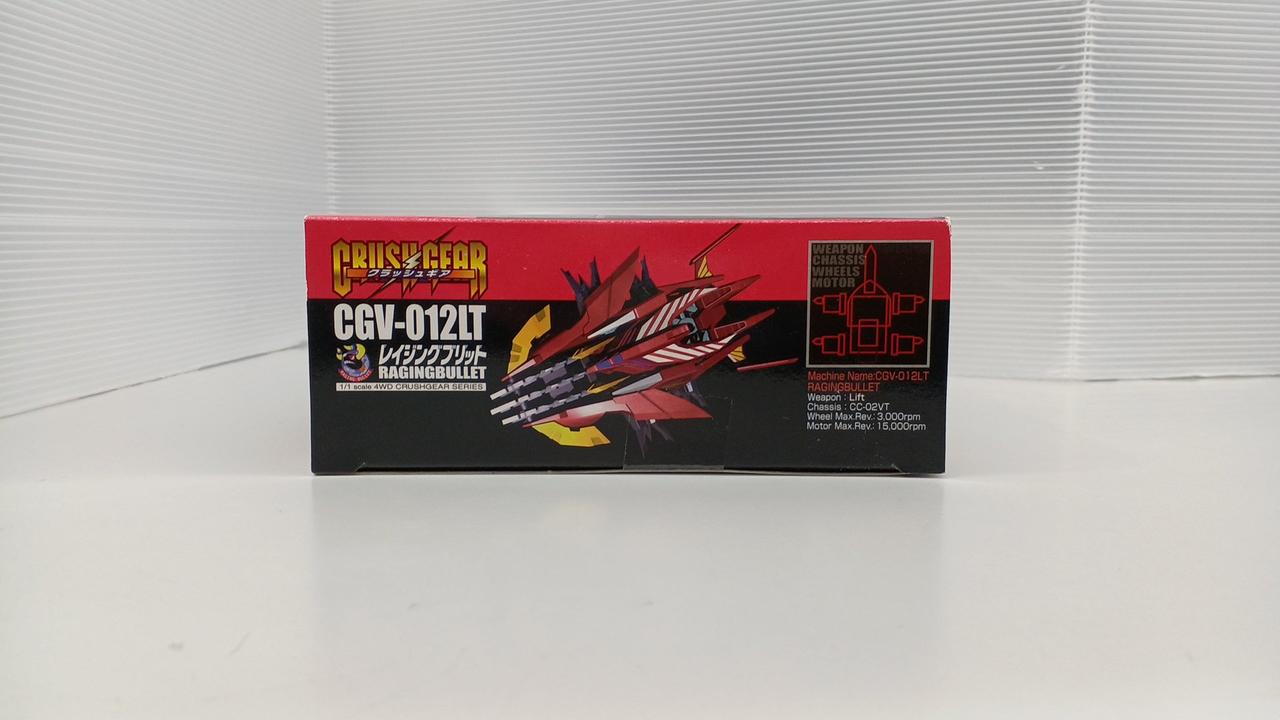 CRUSH GEAR
クラッシュギア
CGV-012LT
レイジングブリット
RAGINGBULLET
1/1 scale 4WD CRUSHGEAR SERIES
WEAPON
CHASSIS
WHEELS
MOTOR
Machine Name:CGV-012LT
RAGINGBULLET
Weapon : Lift
Chassis : CC-02VT
Wheel Max.Rev.: 3,000rpm
Motor Max.Rev.: 15,000rpm